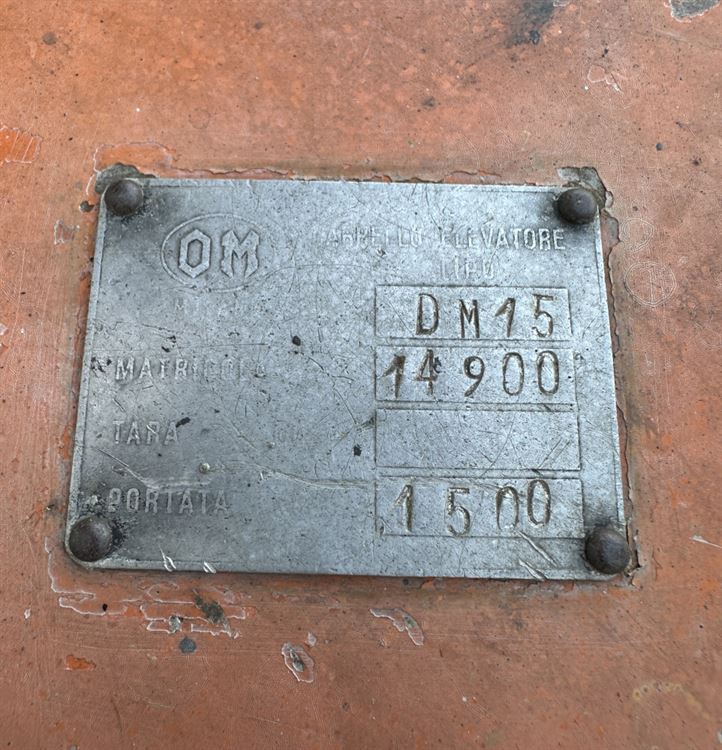 OM
CARRELLO ELEVATORE
TIPO
DM15
MATRICOLA 14900
TARA
PORTATA 1500